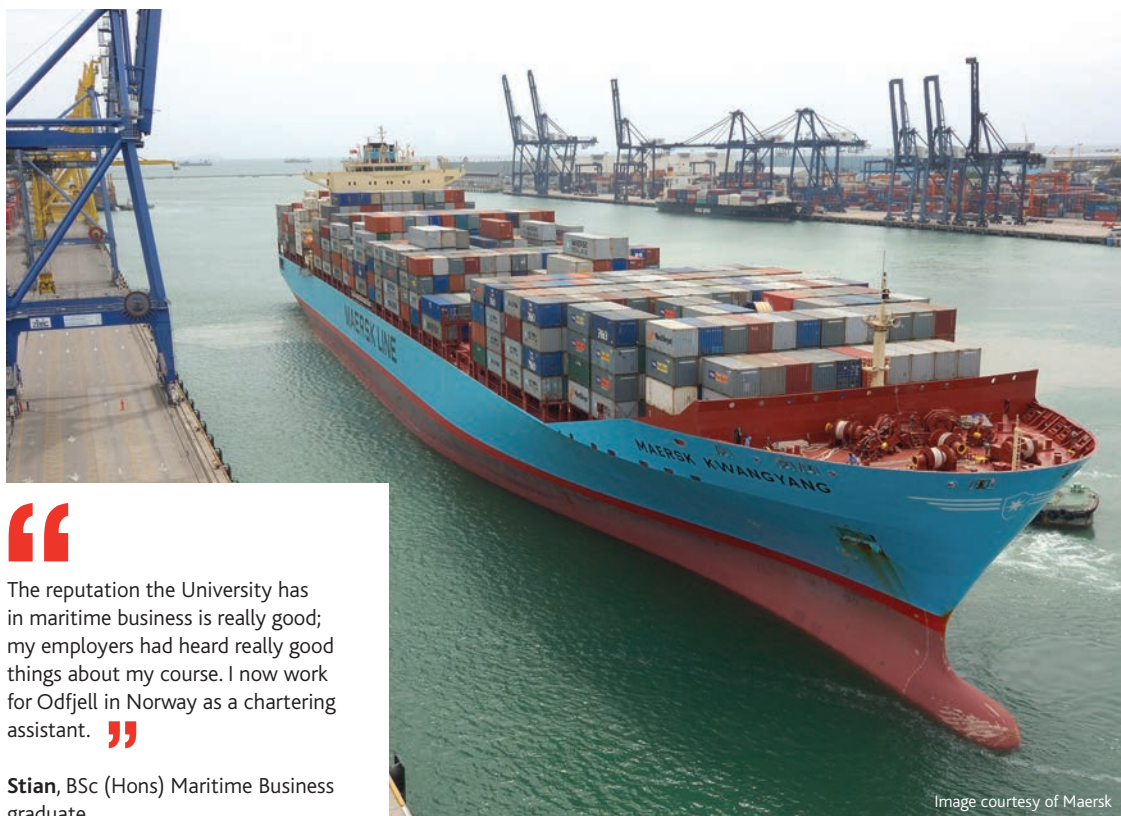 MAERSK LINE
MAERSK KWANGYANG
The reputation the University has
in maritime business is really good;
my employers had heard really good
things about my course. I now work
for Odfjell in Norway as a chartering
assistant. ”
Stian, BSc (Hons) Maritime Business
graduate
Image courtesy of Maersk